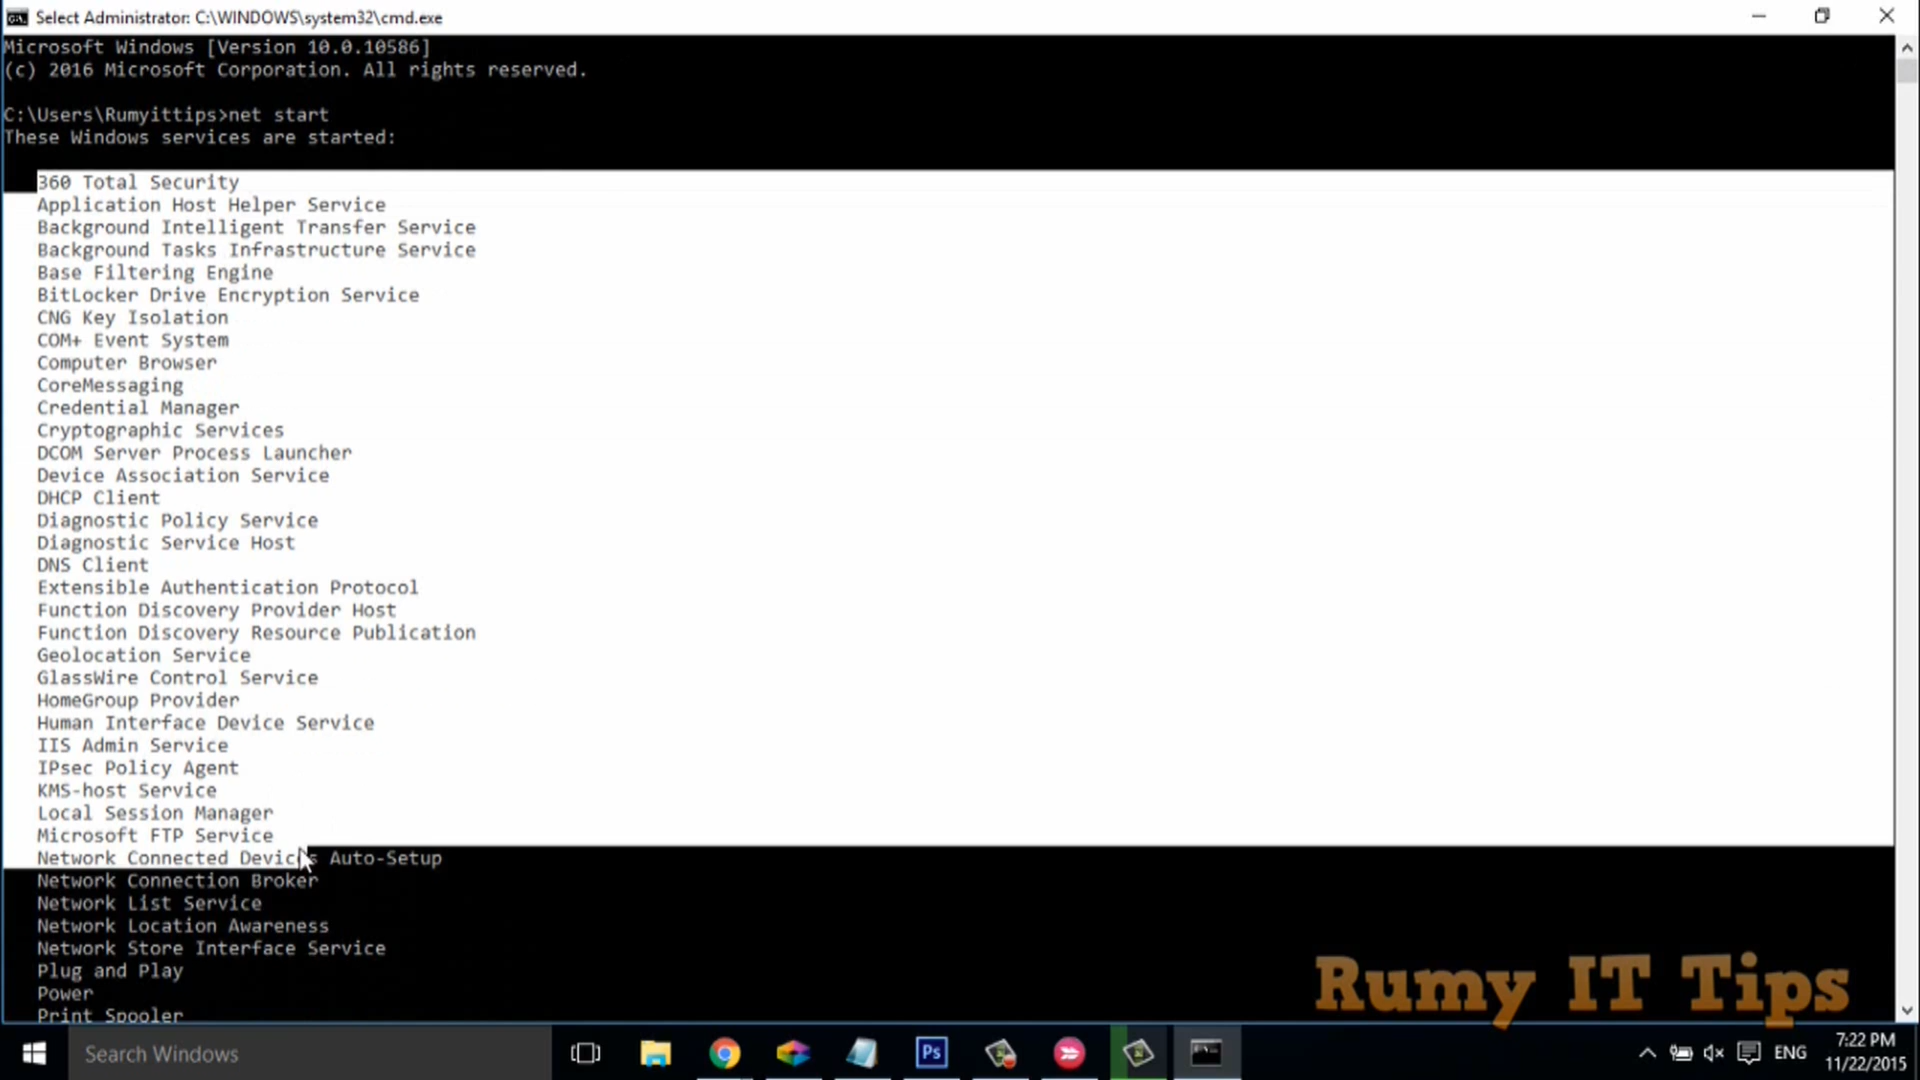 Select Administrator: C:\WINDOWS\system32\cmd.exe
Microsoft Windows [Version 10.0.10586]
(c) 2016 Microsoft Corporation. All rights reserved.
C:\Users\Rumyittips>net start
These Windows services are started:
360 Total Security
Application Host Helper Service
Background Intelligent Transfer Service
Background Tasks Infrastructure Service
Base Filtering Engine
BitLocker Drive Encryption Service
CNG Key Isolation
COM+ Event System
Computer Browser
CoreMessaging
Credential Manager
Cryptographic Services
DCOM Server Process Launcher
Device Association Service
DHCP Client
Diagnostic Policy Service
Diagnostic Service Host
DNS Client
Extensible Authentication Protocol
Function Discovery Provider Host
Function Discovery Resource Publication
Geolocation Service
GlassWire Control Service
HomeGroup Provider
Human Interface Device Service
IIS Admin Service
IPsec Policy Agent
KMS-host Service
Local Session Manager
Microsoft FTP Service
Network Connected Devices Auto-Setup
Network Connection Broker
Network List Service
Network Location Awareness
Network Store Interface Service
Plug and Play
Power
Print Spooler
Rumy IT Tips
Search Windows
Ps
ENG
7:22 PM
11/22/2015